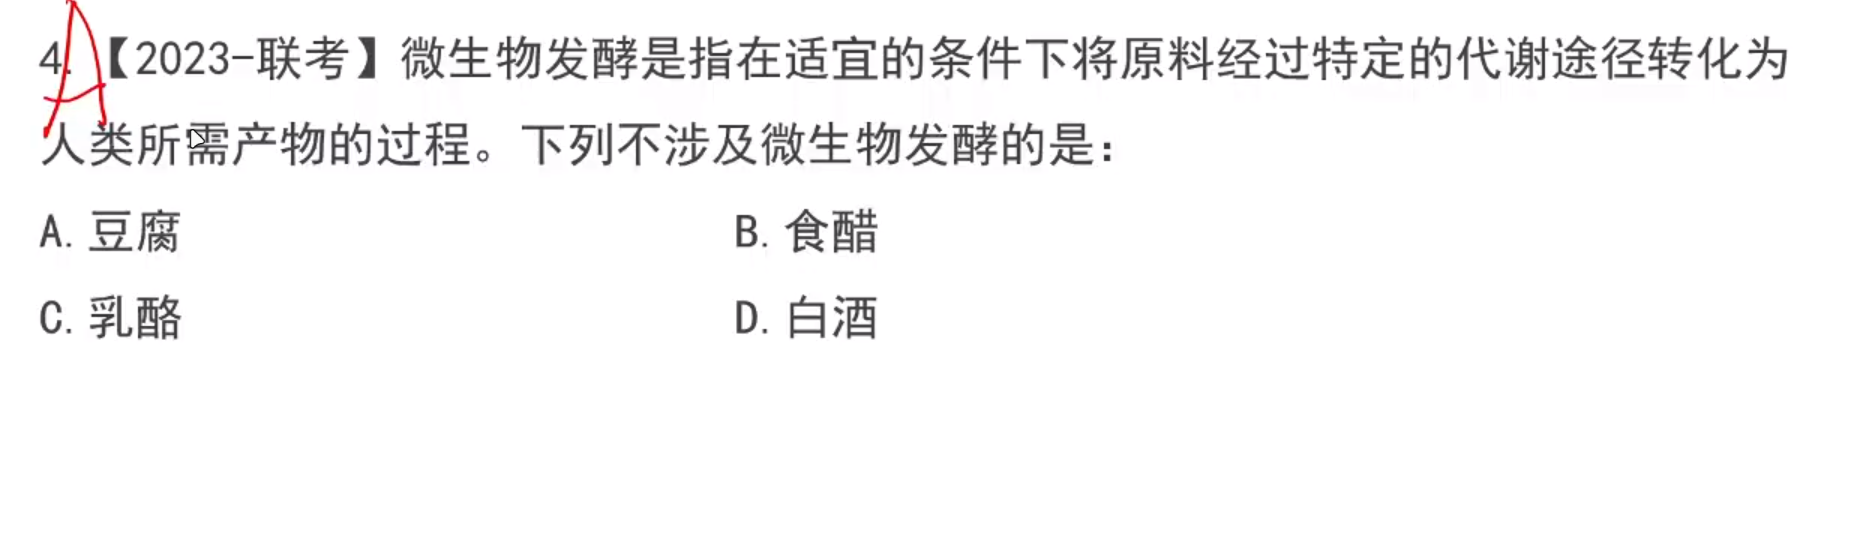 A
4.【2023-联考】微生物发酵是指在适宜的条件下将原料经过特定的代谢途径转化为
人类所需产物的过程。下列不涉及微生物发酵的是：
A. 豆腐 B. 食醋
C. 乳酪 D. 白酒